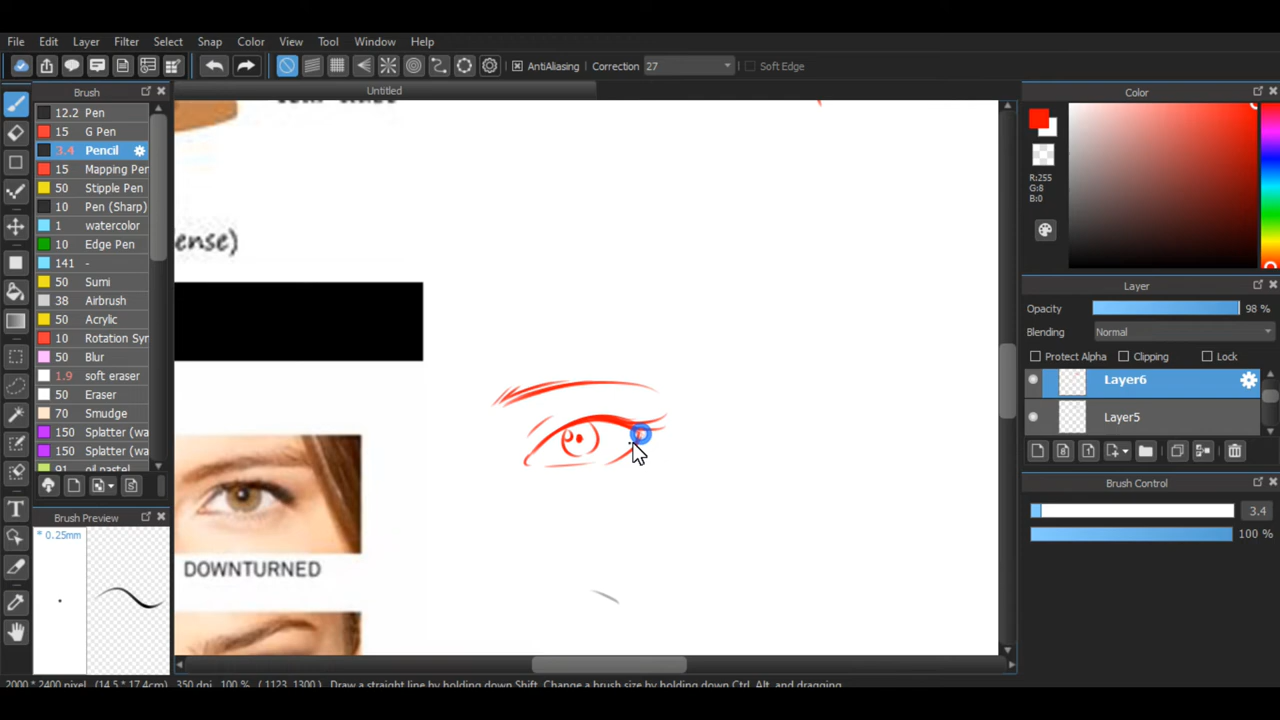 File Edit Layer Filter Select Snap Color View Tool Window Help
AntiAliasing Correction 27 Soft Edge
Untitled
Brush
12.2 Pen
15 G Pen
3.4 Pencil
15 Mapping Pen
50 Stipple Pen
10 Pen (Sharp)
1 watercolor
10 Edge Pen
141 -
50 Sumi
38 Airbrush
50 Acrylic
10 Rotation Syn
50 Blur
1.9 soft eraser
50 Eraser
70 Smudge
150 Splatter (wa
150 Splatter (wa
91 oil pastel
Brush Preview
* 0.25mm
ense)
DOWNTURNED
Color
R:255
G:8
B:0
Layer
Opacity 98 %
Blending Normal
Protect Alpha Clipping Lock
Layer6
Layer5
Brush Control
3.4
100 %
2000 * 2400 pixel (14.5 * 17.4cm) 350 dpi 100 % ( 1123, 1300) Draw a straight line by holding down Shift, Change a brush size by holding down Ctrl, Alt, and dragging